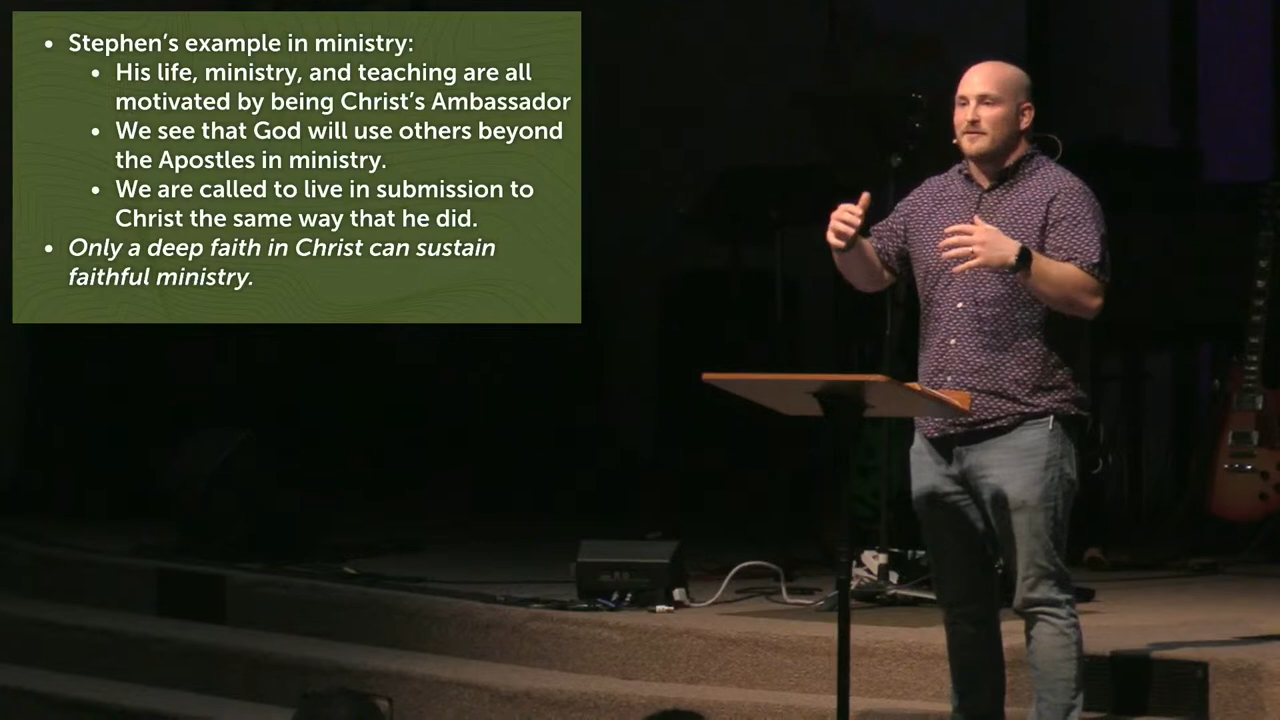 • Stephen’s example in ministry:
• His life, ministry, and teaching are all
motivated by being Christ’s Ambassador
• We see that God will use others beyond
the Apostles in ministry.
• We are called to live in submission to
Christ the same way that he did.
• Only a deep faith in Christ can sustain
faithful ministry.